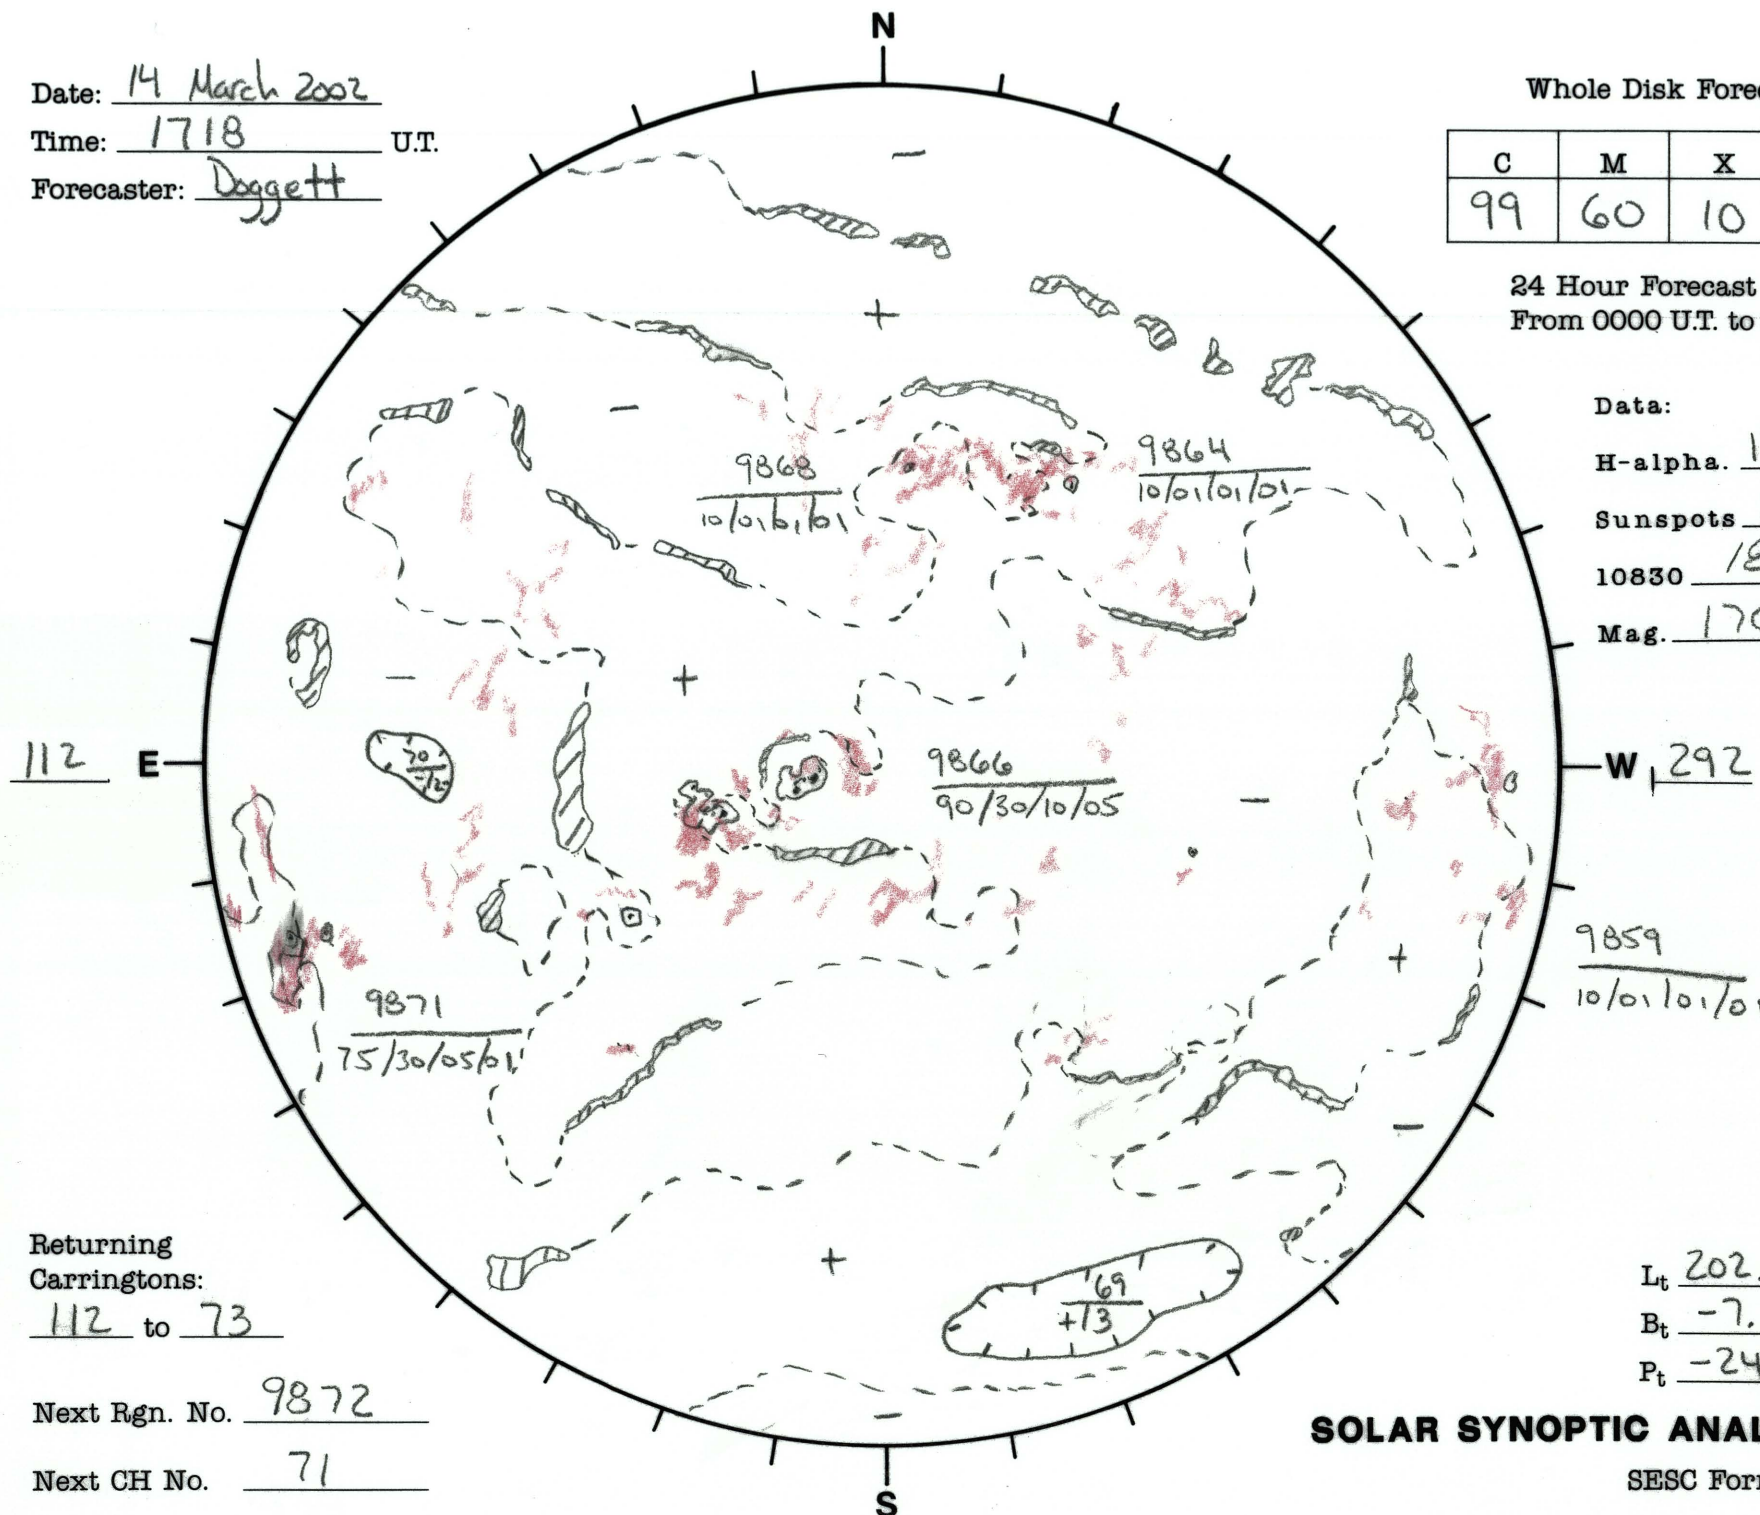 N
Date: 14 March 2002
Time: 1718 U.T.
Forecaster: Doggett
Whole Disk Fore
C M X
99 60 10
24 Hour Forecast
From 0000 U.T. to
Data:
H-alpha. 1
Sunspots
10830 18
Mag. 170
−
+
−
9868
10/01/01/01
9864
10/01/01/01
−
+
112 E
70
-/12
9866
90/30/10/05
−
W 292
9859
10/01/01/0
+
9871
75/30/05/01
−
+
69
+/13
−
Returning
Carringtons:
112 to 73
Next Rgn. No. 9872
Next CH No. 71
Lt 202.
Bt -7.
Pt -24
SOLAR SYNOPTIC ANAL
SESC For
S